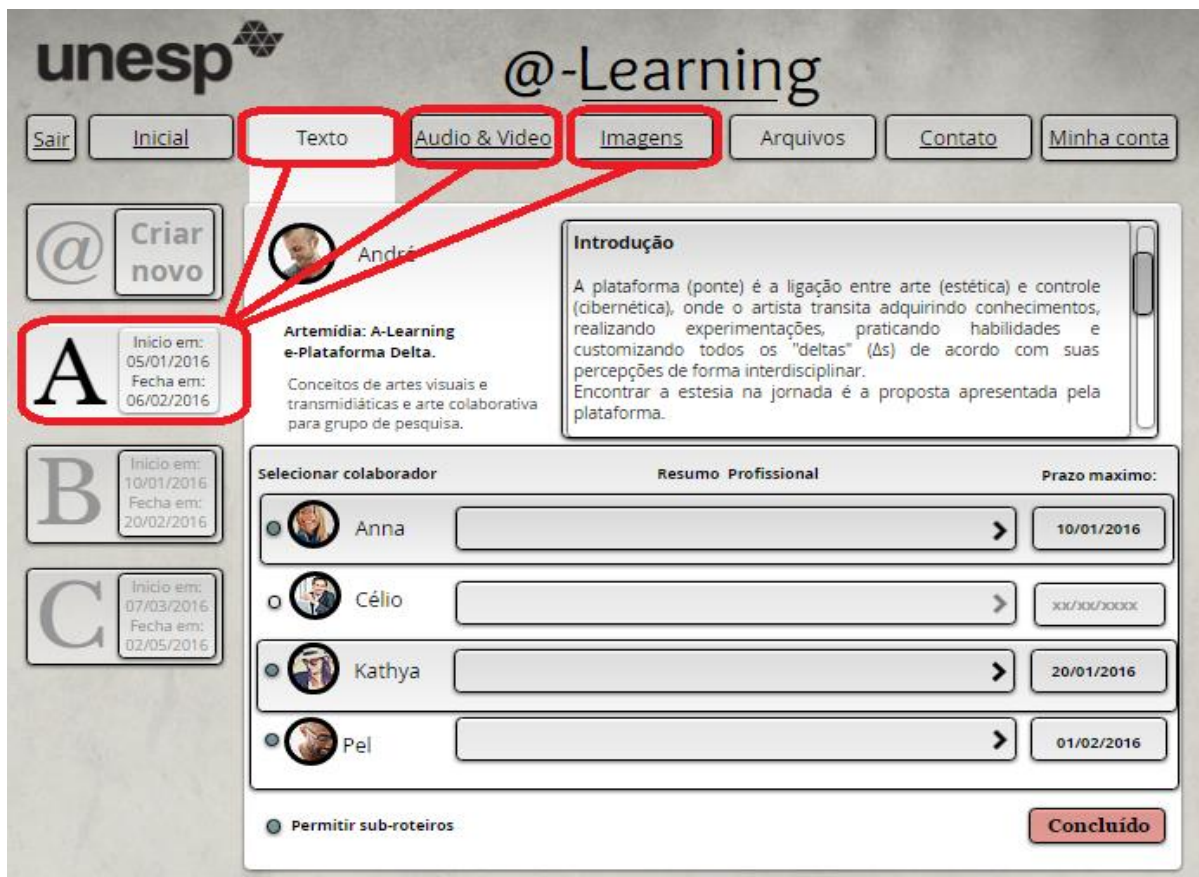 unesp
@-Learning
Sair
Inicial
Texto
Audio & Video
Imagens
Arquivos
Contato
Minha conta
@
Criar
novo
A
Inicio em:
05/01/2016
Fecha em:
06/02/2016
B
Inicio em:
10/01/2016
Fecha em:
20/02/2016
C
Inicio em:
07/03/2016
Fecha em:
02/05/2016
André
Artemídia: A-Learning
e-Plataforma Delta.
Conceitos de artes visuais e
transmidiáticas e arte colaborativa
para grupo de pesquisa.
Introdução
A plataforma (ponte) é a ligação entre arte (estética) e controle
(cibernética), onde o artista transita adquirindo conhecimentos,
realizando experimentações, praticando habilidades e
customizando todos os "deltas" (Δs) de acordo com suas
percepções de forma interdisciplinar.
Encontrar a estesia na jornada é a proposta apresentada pela
plataforma.
Selecionar colaborador
Resumo Profissional
Prazo maximo:
Anna
10/01/2016
Célio
xx/xx/xxxx
Kathya
20/01/2016
Pel
01/02/2016
Permitir sub-roteiros
Concluído